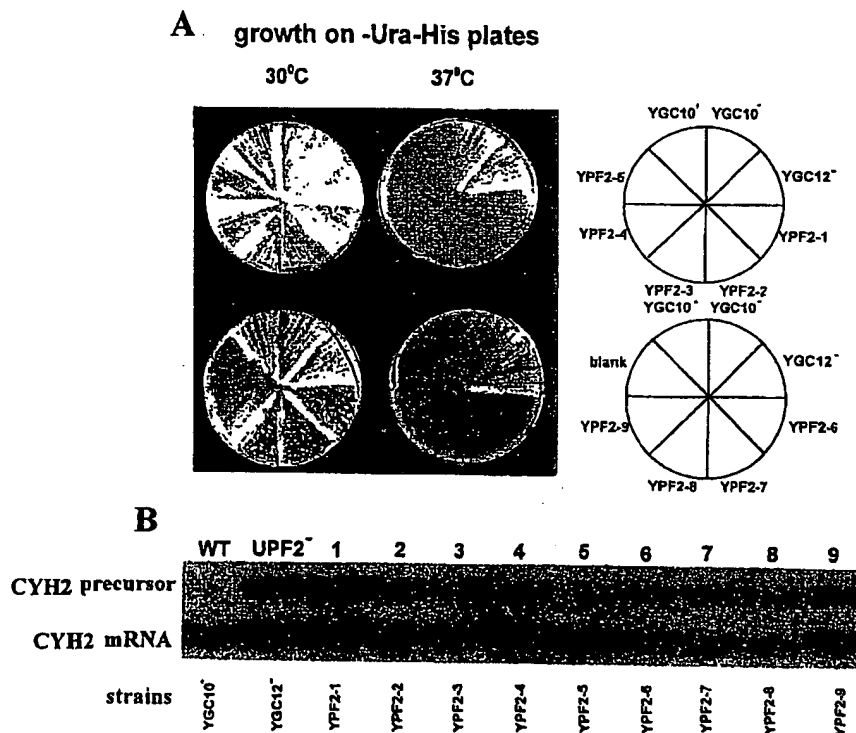 A
growth on -Ura-His plates
30°C 37°C
YGC10+ YGC10-
YPF2-5 YGC12-
YPF2-4 YPF2-1
YPF2-3 YPF2-2
YGC10+ YGC10-
blank YGC12-
YPF2-9 YPF2-6
YPF2-8 YPF2-7
B
WT UPF2- 1 2 3 4 5 6 7 8 9
CYH2 precursor
CYH2 mRNA
strains YGC10+ YGC12- YPF2-1 YPF2-2 YPF2-3 YPF2-4 YPF2-5 YPF2-6 YPF2-7 YPF2-8 YPF2-9